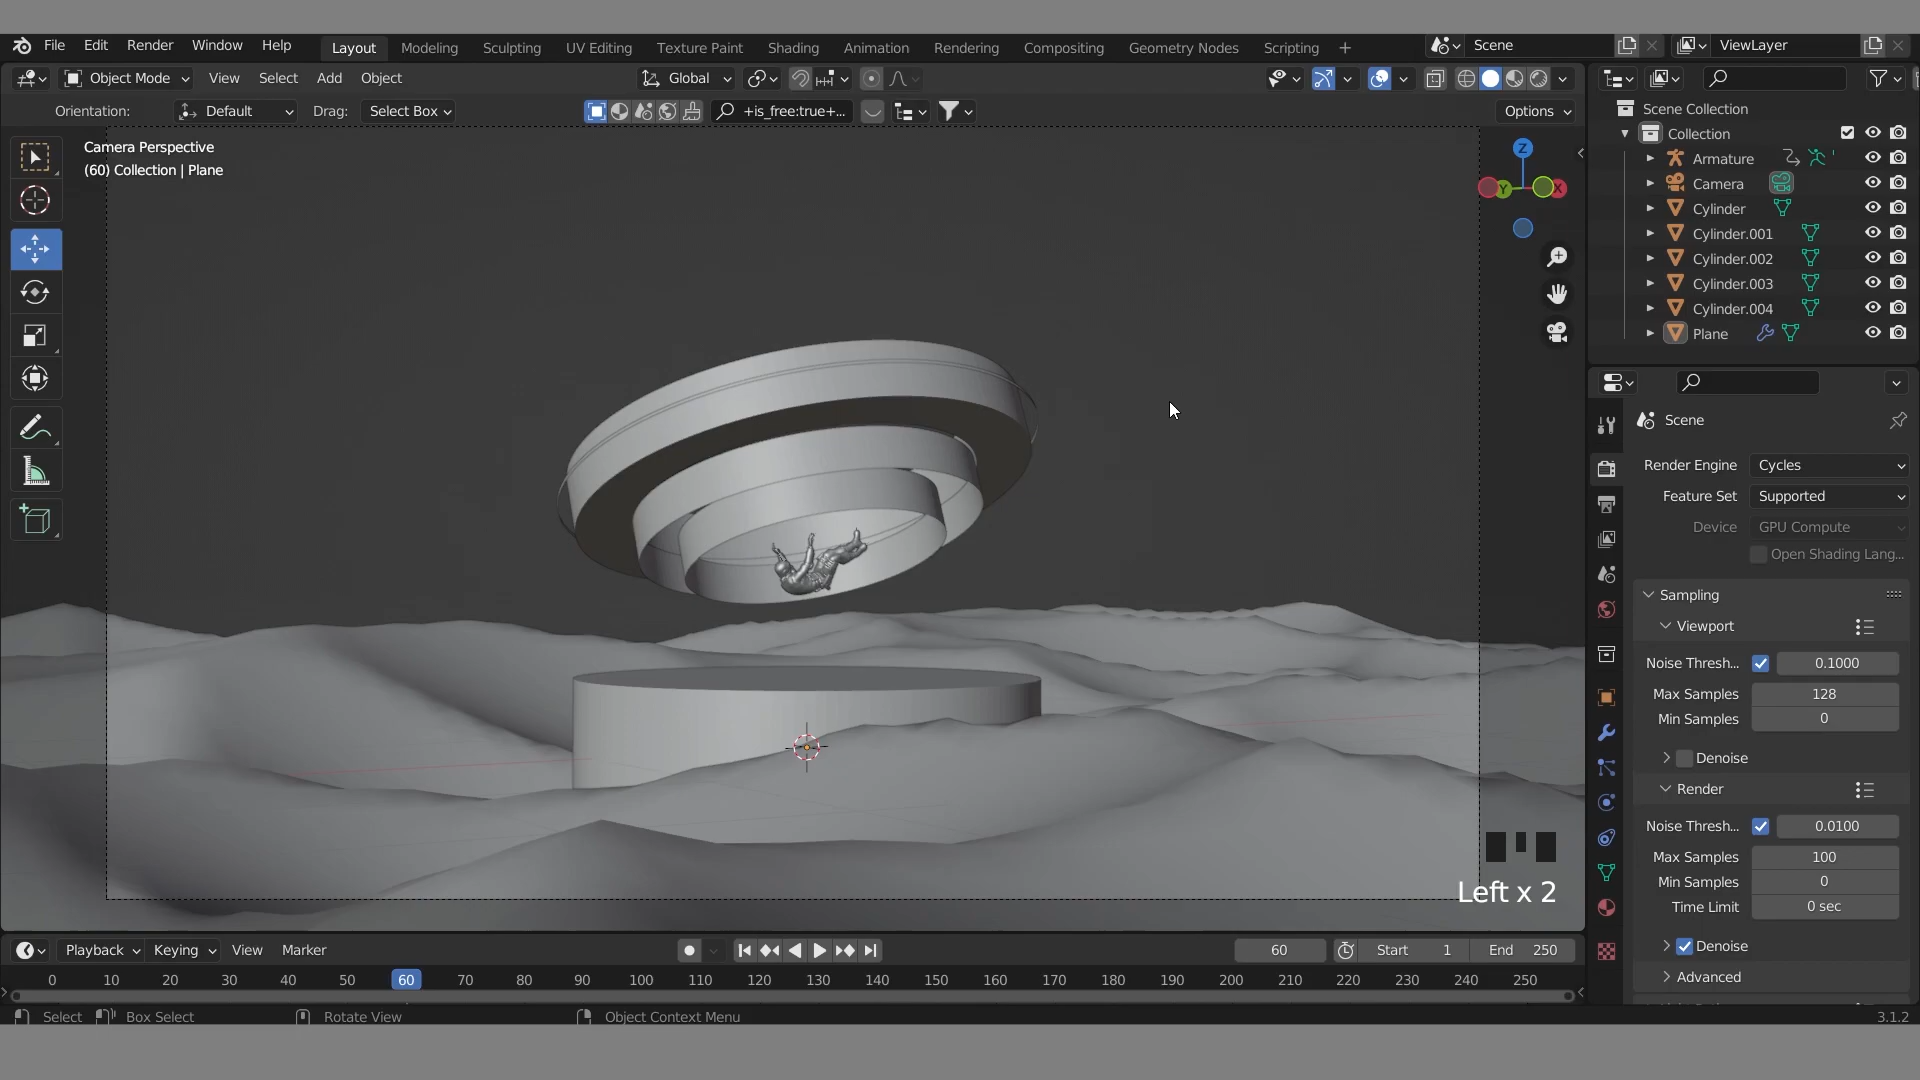 File Edit Render Window Help Layout Modeling Sculpting UV Editing Texture Paint Shading Animation Rendering Compositing Geometry Nodes Scripting Scene ViewLayer
Object Mode View Select Add Object Global
Orientation: Default Drag: Select Box +is_free:true+... Options
Camera Perspective
(60) Collection | Plane
Z
Y X
Scene Collection
Collection
Armature
Camera
Cylinder
Cylinder.001
Cylinder.002
Cylinder.003
Cylinder.004
Plane
Scene
Render Engine Cycles
Feature Set Supported
Device GPU Compute
Open Shading Lang...
Sampling
Viewport
Noise Thresh... 0.1000
Max Samples 128
Min Samples 0
Denoise
Render
Noise Thresh... 0.0100
Max Samples 100
Min Samples 0
Time Limit 0 sec
Denoise
Advanced
Left x 2
Playback Keying View Marker 60 Start 1 End 250
0 10 20 30 40 50 60 70 80 90 100 110 120 130 140 150 160 170 180 190 200 210 220 230 240 250
Select Box Select Rotate View Object Context Menu 3.1.2